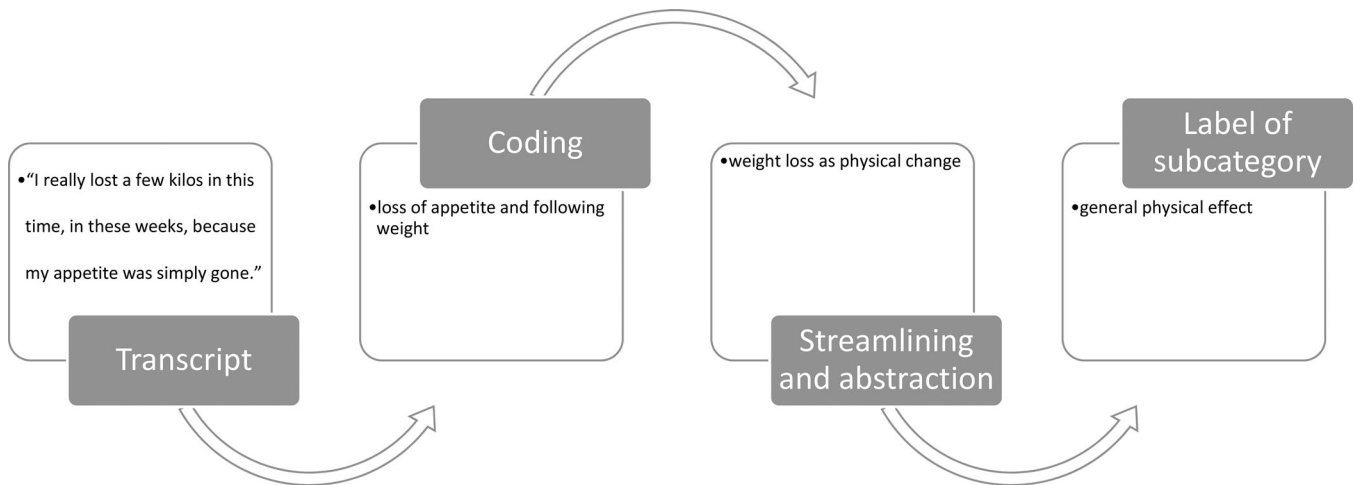 •“I really lost a few kilos in this
time, in these weeks, because
my appetite was simply gone.”
Transcript
Coding
•loss of appetite and following
weight
•weight loss as physical change
Streamlining
and abstraction
Label of
subcategory
•general physical effect